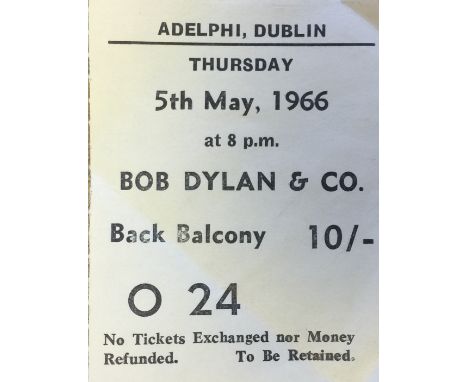 ADELPHI, DUBLIN
THURSDAY
5th May, 1966
at 8 p.m.
BOB DYLAN & CO.
Back Balcony 10/-
O 24
No Tickets Exchanged nor Money
Refunded. To Be Retained.